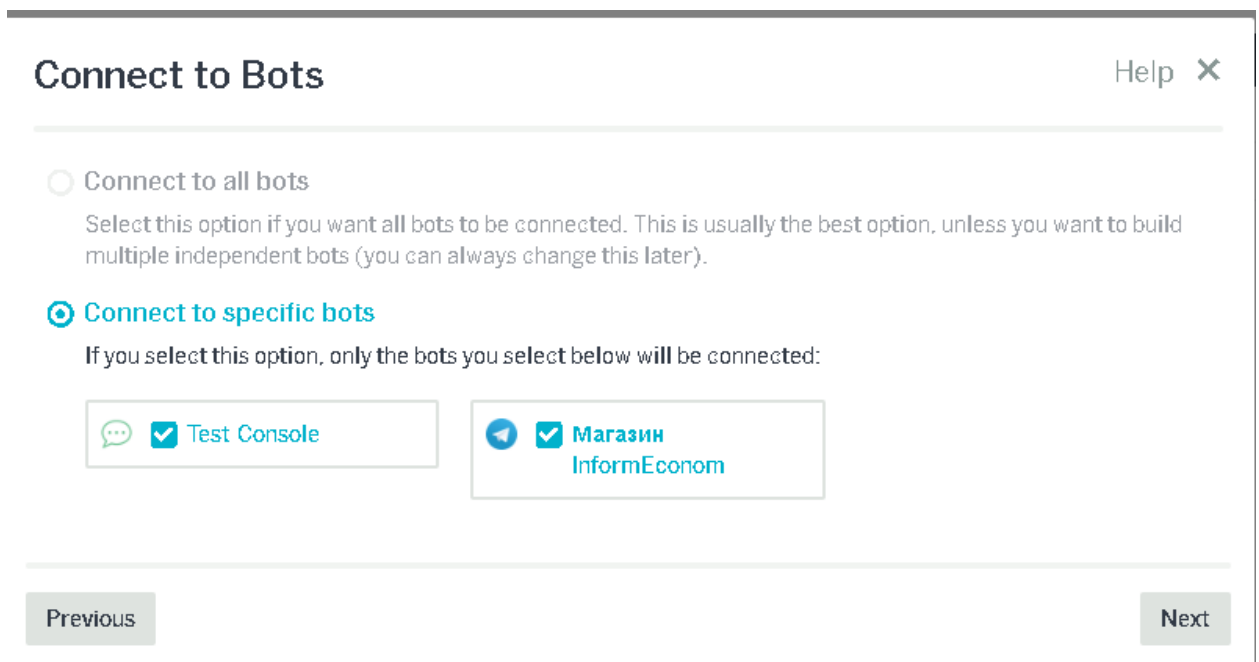 Connect to Bots
Help
Connect to all bots
Select this option if you want all bots to be connected. This is usually the best option, unless you want to build
multiple independent bots (you can always change this later).
Connect to specific bots
If you select this option, only the bots you select below will be connected:
Test Console
Магазин
InformEconom
Previous
Next